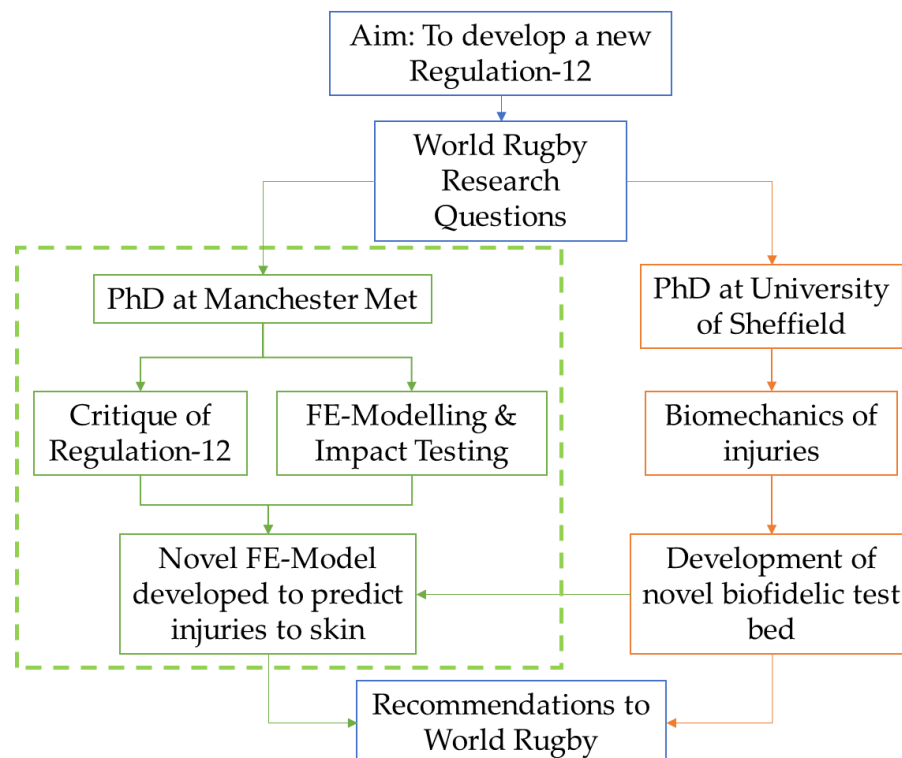 Aim: To develop a new
Regulation-12
World Rugby
Research
Questions
PhD at Manchester Met
PhD at University
of Sheffield
Critique of
Regulation-12
FE-Modelling &
Impact Testing
Biomechanics of
injuries
Novel FE-Model
developed to predict
injuries to skin
Development of
novel biofidelic test
bed
Recommendations to
World Rugby